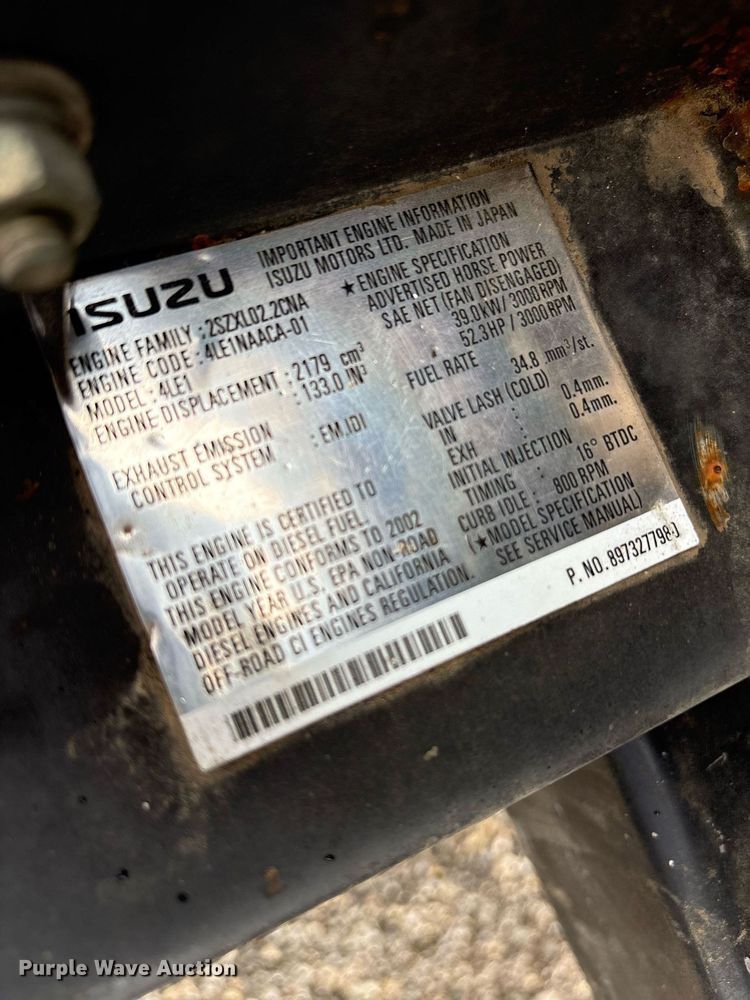 ISUZU
IMPORTANT ENGINE INFORMATION
ISUZU MOTORS LTD. MADE IN JAPAN
ENGINE FAMILY : 2SZXL02.2CNA
ENGINE CODE : 4LE1NAACA-01
MODEL : 4LE1
ENGINE DISPLACEMENT : 2179 cm³
: 133.0 IN³
EXHAUST EMISSION
CONTROL SYSTEM : EM,IDI
THIS ENGINE IS CERTIFIED TO
OPERATE ON DIESEL FUEL.
THIS ENGINE CONFORMS TO 2002
MODEL YEAR U.S. EPA NON-ROAD
DIESEL ENGINES AND CALIFORNIA
OFF-ROAD CI ENGINES REGULATION.
★ENGINE SPECIFICATION
ADVERTISED HORSE POWER
SAE NET (FAN DISENGAGED)
39.0kW / 3000RPM
52.3HP / 3000RPM
FUEL RATE 34.8 mm³/st.
VALVE LASH (COLD)
IN : 0.4mm.
EXH : 0.4mm.
INITIAL INJECTION
TIMING : 16° BTDC
CURB IDLE : 800RPM
(★MODEL SPECIFICATION
SEE SERVICE MANUAL)
P. NO. 897327798-
Purple Wave Auction